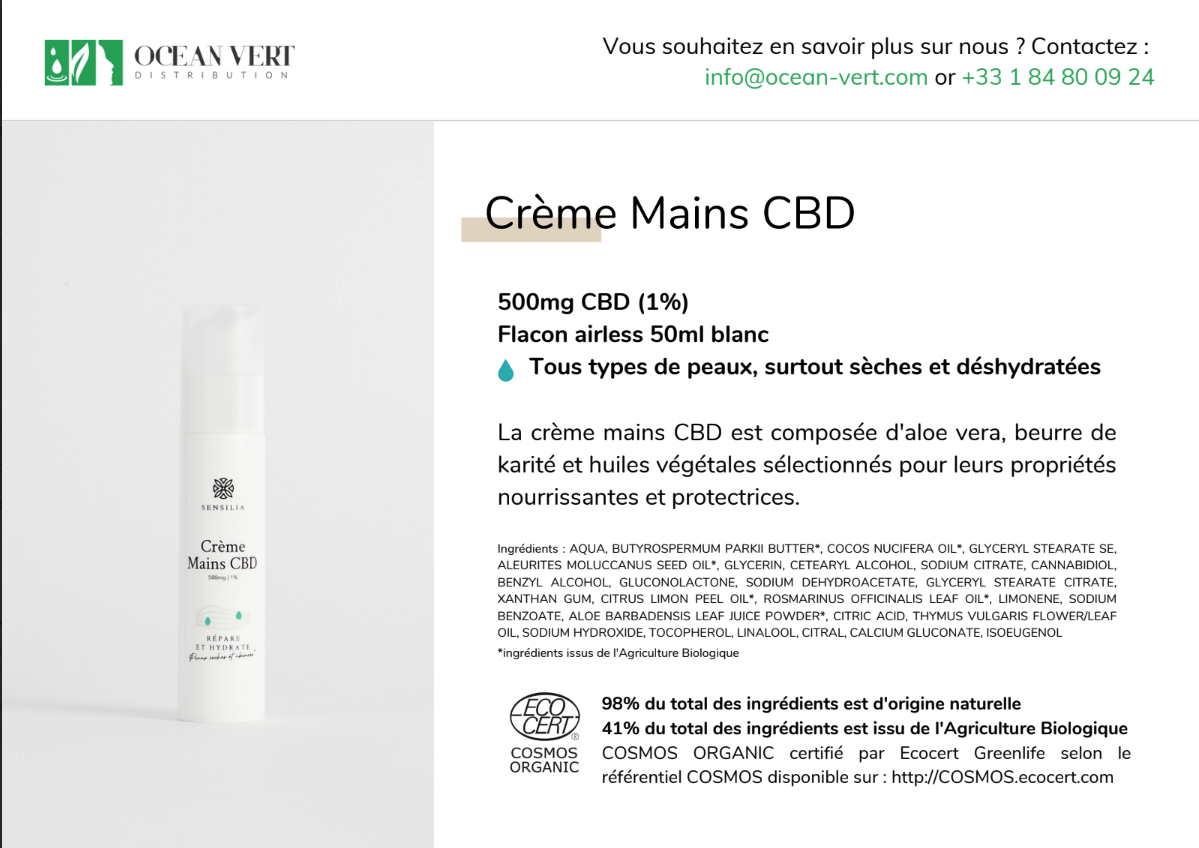 OCEAN VERT
DISTRIBUTION
Vous souhaitez en savoir plus sur nous ? Contactez :
info@ocean-vert.com or +33 1 84 80 09 24
Crème Mains CBD
500mg CBD (1%)
Flacon airless 50ml blanc
Tous types de peaux, surtout sèches et déshydratées
La crème mains CBD est composée d'aloe vera, beurre de
karité et huiles végétales sélectionnés pour leurs propriétés
nourrissantes et protectrices.
Ingrédients : AQUA, BUTYROSPERMUM PARKII BUTTER*, COCOS NUCIFERA OIL*, GLYCERYL STEARATE SE,
ALEURITES MOLUCCANUS SEED OIL*, GLYCERIN, CETEARYL ALCOHOL, SODIUM CITRATE, CANNABIDIOL,
BENZYL ALCOHOL, GLUCONOLACTONE, SODIUM DEHYDROACETATE, GLYCERYL STEARATE CITRATE,
XANTHAN GUM, CITRUS LIMON PEEL OIL*, ROSMARINUS OFFICINALIS LEAF OIL*, LIMONENE, SODIUM
BENZOATE, ALOE BARBADENSIS LEAF JUICE POWDER*, CITRIC ACID, THYMUS VULGARIS FLOWER/LEAF
OIL, SODIUM HYDROXIDE, TOCOPHEROL, LINALOOL, CITRAL, CALCIUM GLUCONATE, ISOEUGENOL
*ingrédients issus de l'Agriculture Biologique
ECO
CERT®
COSMOS
ORGANIC
98% du total des ingrédients est d'origine naturelle
41% du total des ingrédients est issu de l'Agriculture Biologique
COSMOS ORGANIC certifié par Ecocert Greenlife selon le
référentiel COSMOS disponible sur : http://COSMOS.ecocert.com
SENSILIA
Crème
Mains CBD
500mg | 1%
RÉPARE
ET HYDRATE
Peaux sèches et abimées